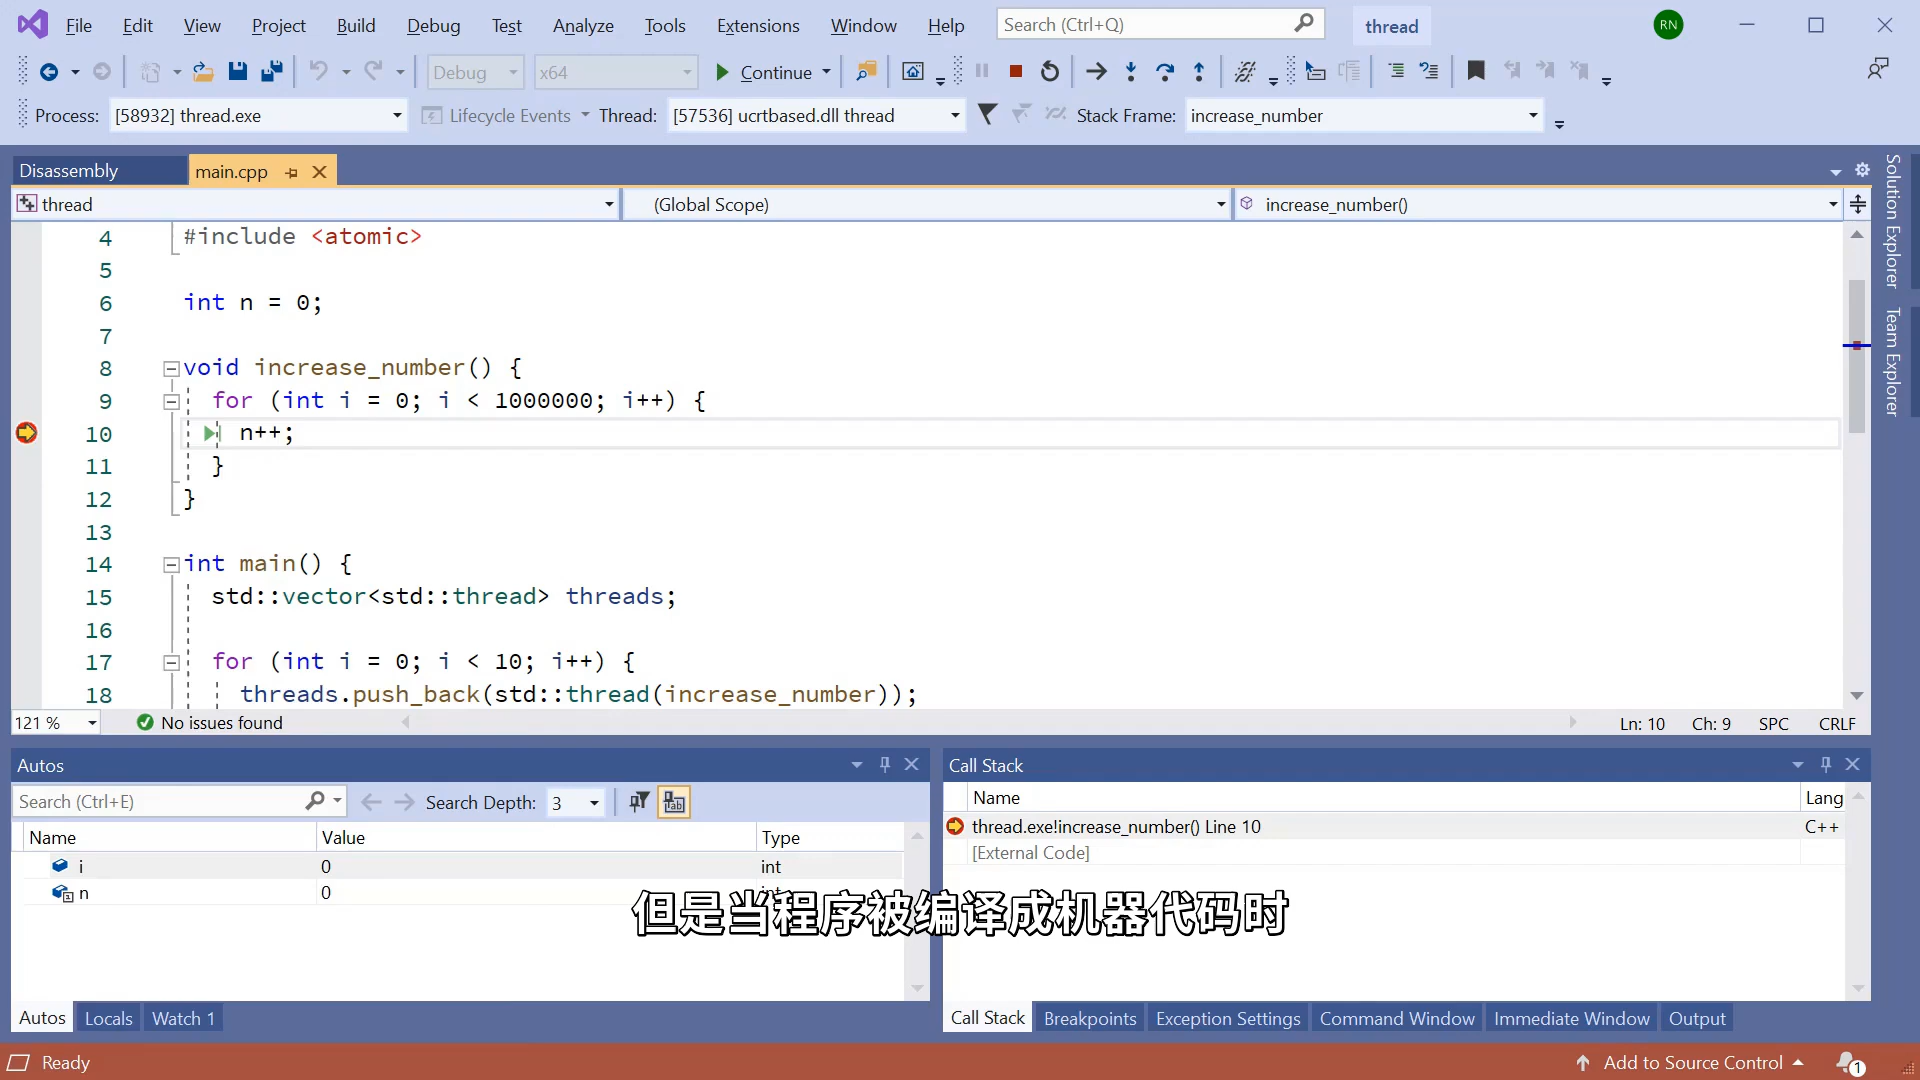 File Edit View Project Build Debug Test Analyze Tools Extensions Window Help Search (Ctrl+Q) thread RN
Debug x64 Continue
Process: [58932] thread.exe Lifecycle Events Thread: [57536] ucrtbased.dll thread Stack Frame: increase_number
Disassembly main.cpp
thread (Global Scope) increase_number()
4 #include <atomic>
5
6 int n = 0;
7
8 void increase_number() {
9 for (int i = 0; i < 1000000; i++) {
10 n++;
11 }
12 }
13
14 int main() {
15 std::vector<std::thread> threads;
16
17 for (int i = 0; i < 10; i++) {
18 threads.push_back(std::thread(increase_number));
121 % No issues found Ln: 10 Ch: 9 SPC CRLF
Solution Explorer
Team Explorer
Autos
Search (Ctrl+E) Search Depth: 3
Name Value Type
i 0 int
n 0 int
Autos Locals Watch 1
Call Stack
Name Lang
thread.exe!increase_number() Line 10 C++
[External Code]
Call Stack Breakpoints Exception Settings Command Window Immediate Window Output
但是当程序被编译成机器代码时
Ready Add to Source Control 1